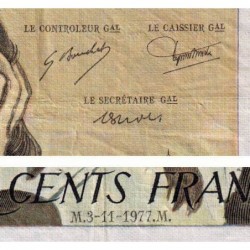 LE CONTROLEUR GAL
LE CAISSIER GAL
LE SECRÉTAIRE GAL
CENTS FRAN
M.3-11-1977.M.